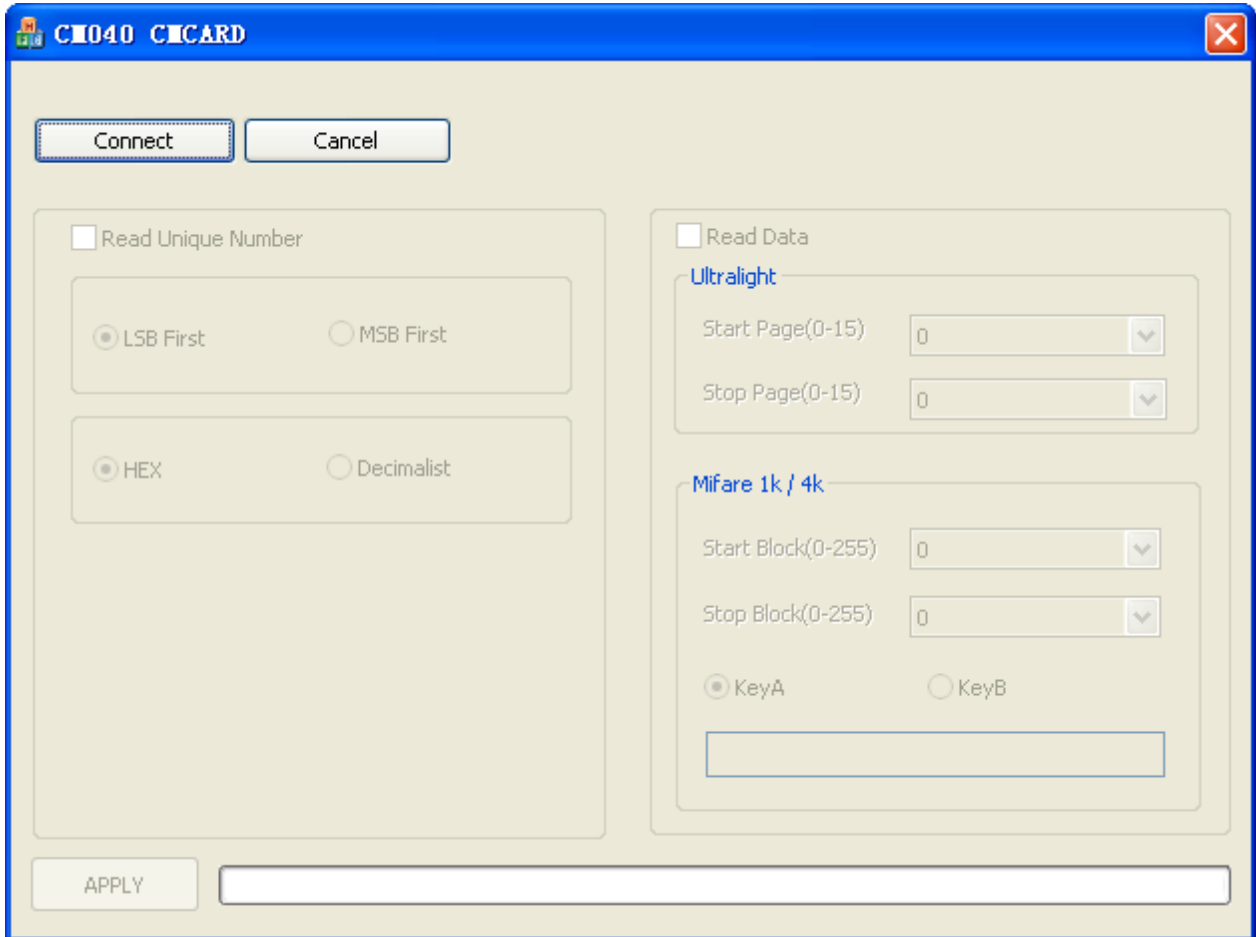 CM040 CMCARD
Connect
Cancel
Read Unique Number
LSB First
MSB First
HEX
Decimalist
Read Data
Ultralight
Start Page(0-15)
0
Stop Page(0-15)
0
Mifare 1k / 4k
Start Block(0-255)
0
Stop Block(0-255)
0
KeyA
KeyB
APPLY